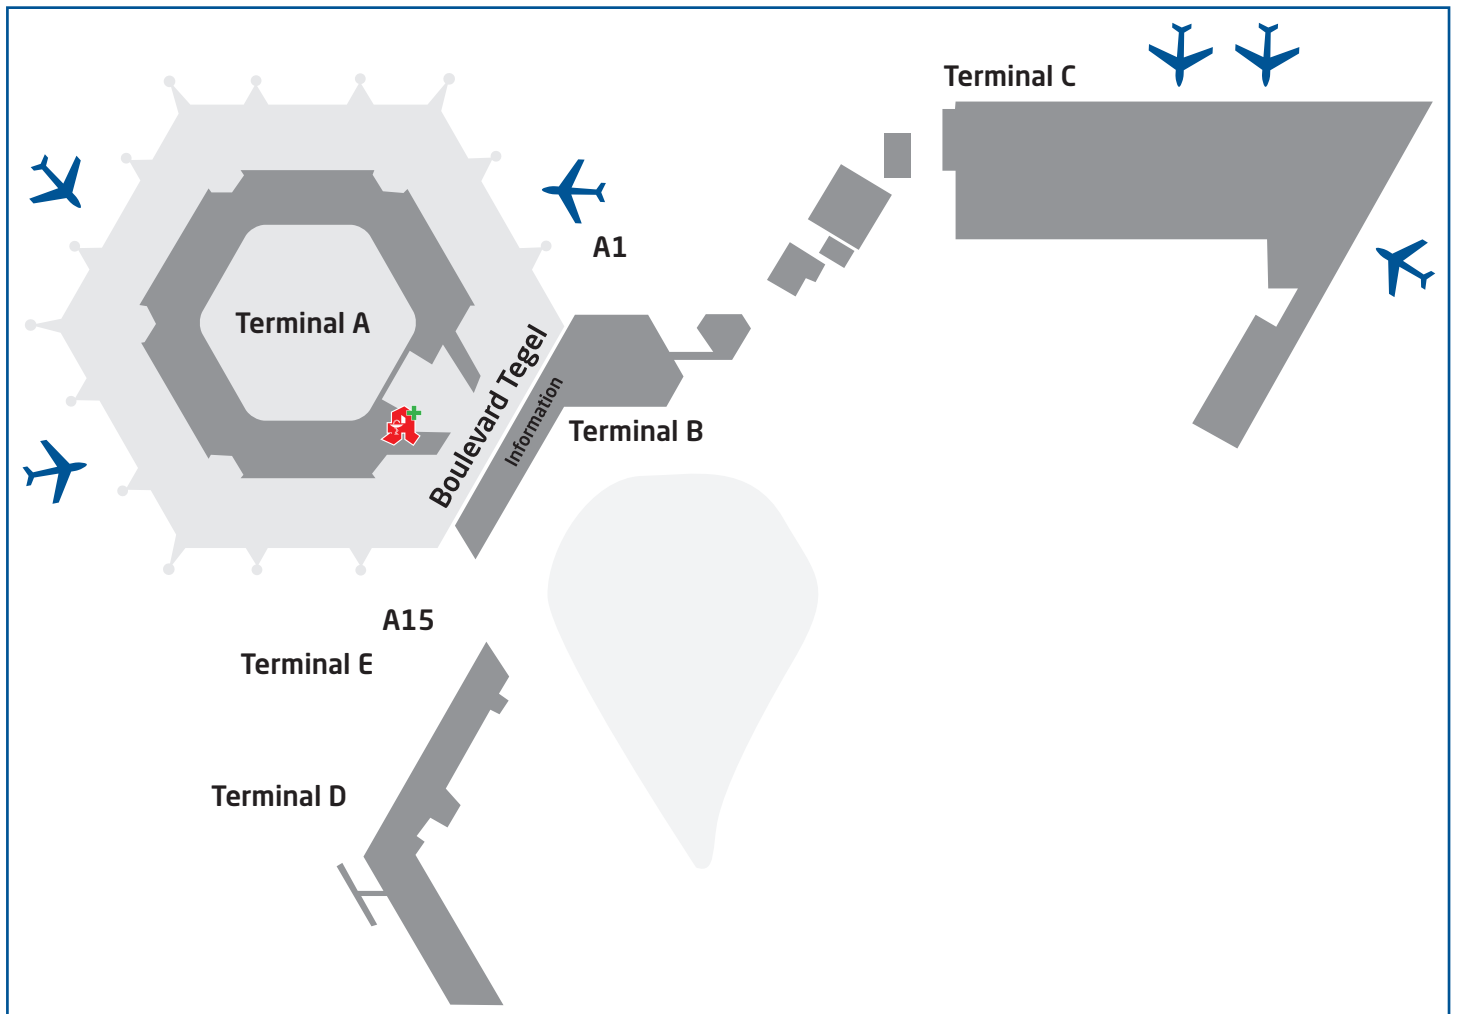 Terminal C
A1
Terminal A
Boulevard Tegel
Information
Terminal B
A15
Terminal E
Terminal D